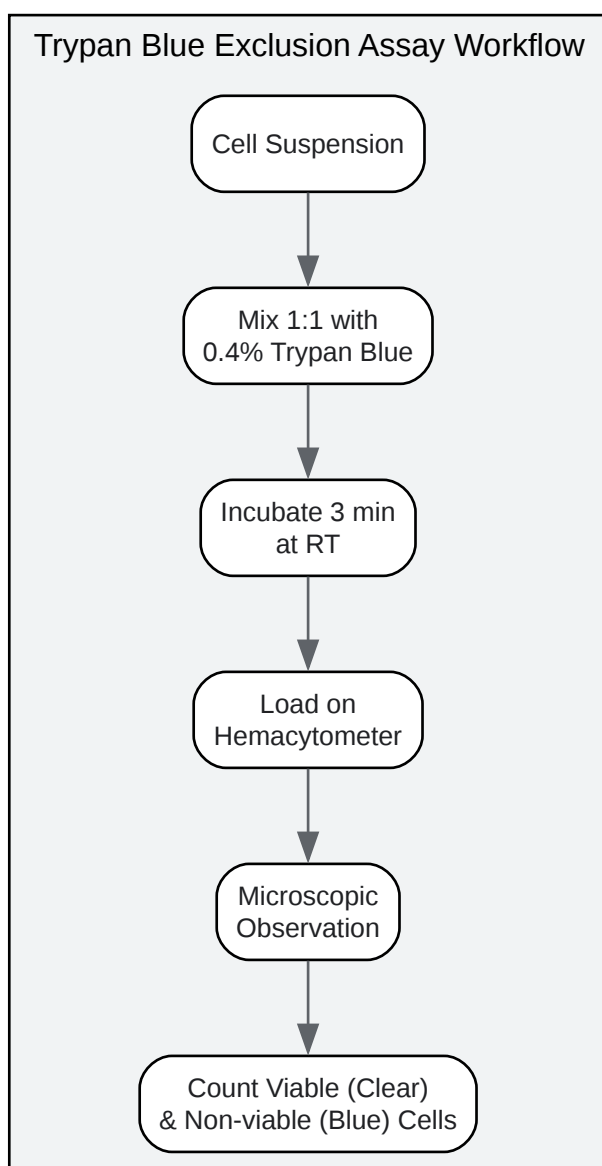 Trypan Blue Exclusion Assay Workflow
Cell Suspension
Mix 1:1 with
0.4% Trypan Blue
Incubate 3 min
at RT
Load on
Hemacytometer
Microscopic
Observation
Count Viable (Clear)
& Non-viable (Blue) Cells